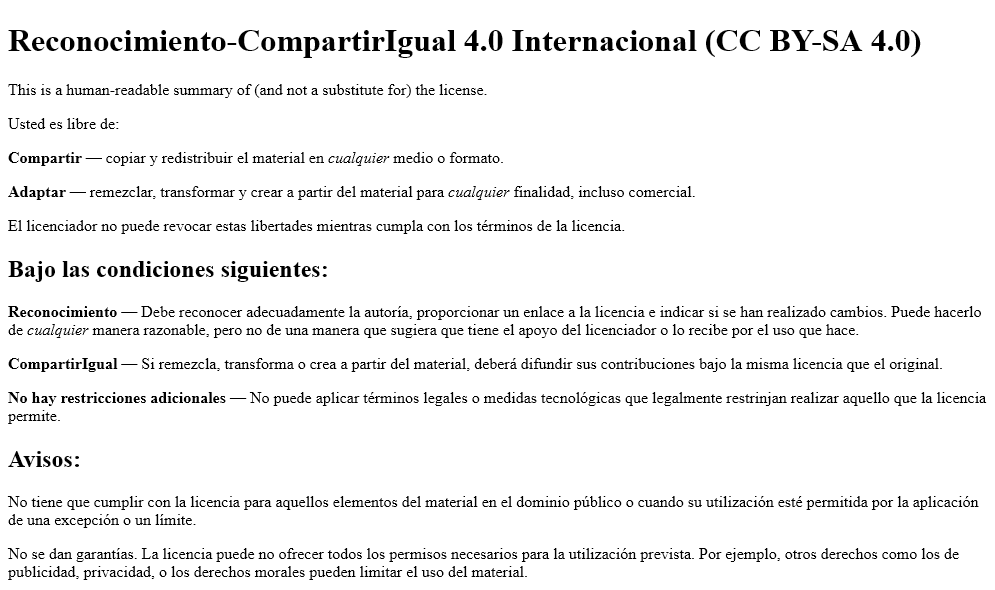 Reconocimiento-CompartirIgual 4.0 Internacional (CC BY-SA 4.0)
This is a human-readable summary of (and not a substitute for) the license.
Usted es libre de:
Compartir — copiar y redistribuir el material en cualquier medio o formato.
Adaptar — remezclar, transformar y crear a partir del material para cualquier finalidad, incluso comercial.
El licenciador no puede revocar estas libertades mientras cumpla con los términos de la licencia.
Bajo las condiciones siguientes:
Reconocimiento — Debe reconocer adecuadamente la autoría, proporcionar un enlace a la licencia e indicar si se han realizado cambios. Puede hacerlo
de cualquier manera razonable, pero no de una manera que sugiera que tiene el apoyo del licenciador o lo recibe por el uso que hace.
CompartirIgual — Si remezcla, transforma o crea a partir del material, deberá difundir sus contribuciones bajo la misma licencia que el original.
No hay restricciones adicionales — No puede aplicar términos legales o medidas tecnológicas que legalmente restrinjan realizar aquello que la licencia
permite.
Avisos:
No tiene que cumplir con la licencia para aquellos elementos del material en el dominio público o cuando su utilización esté permitida por la aplicación
de una excepción o un límite.
No se dan garantías. La licencia puede no ofrecer todos los permisos necesarios para la utilización prevista. Por ejemplo, otros derechos como los de
publicidad, privacidad, o los derechos morales pueden limitar el uso del material.